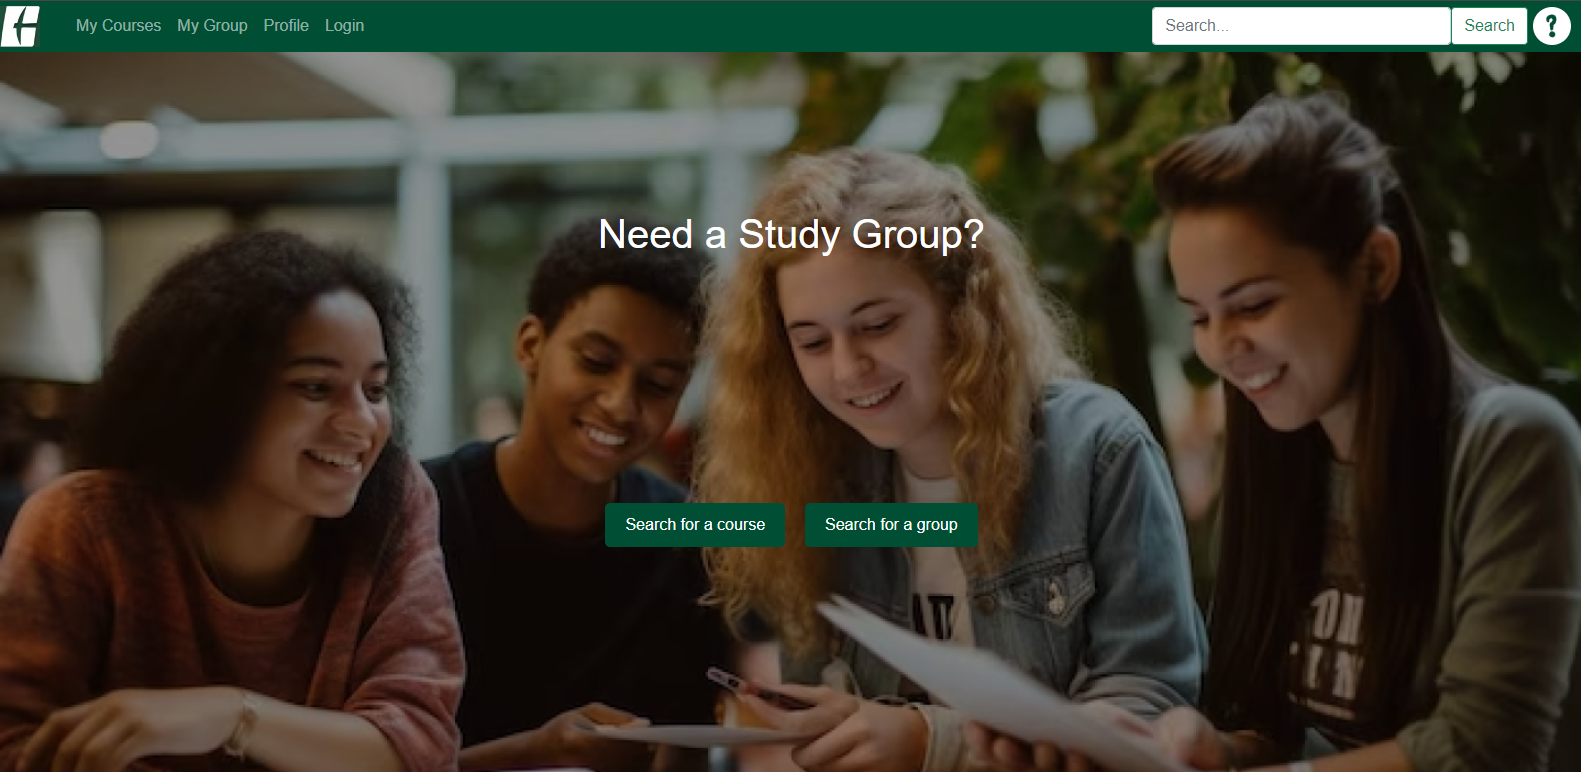 My Courses My Group Profile Login Search... Search ?
Need a Study Group?
Search for a course Search for a group